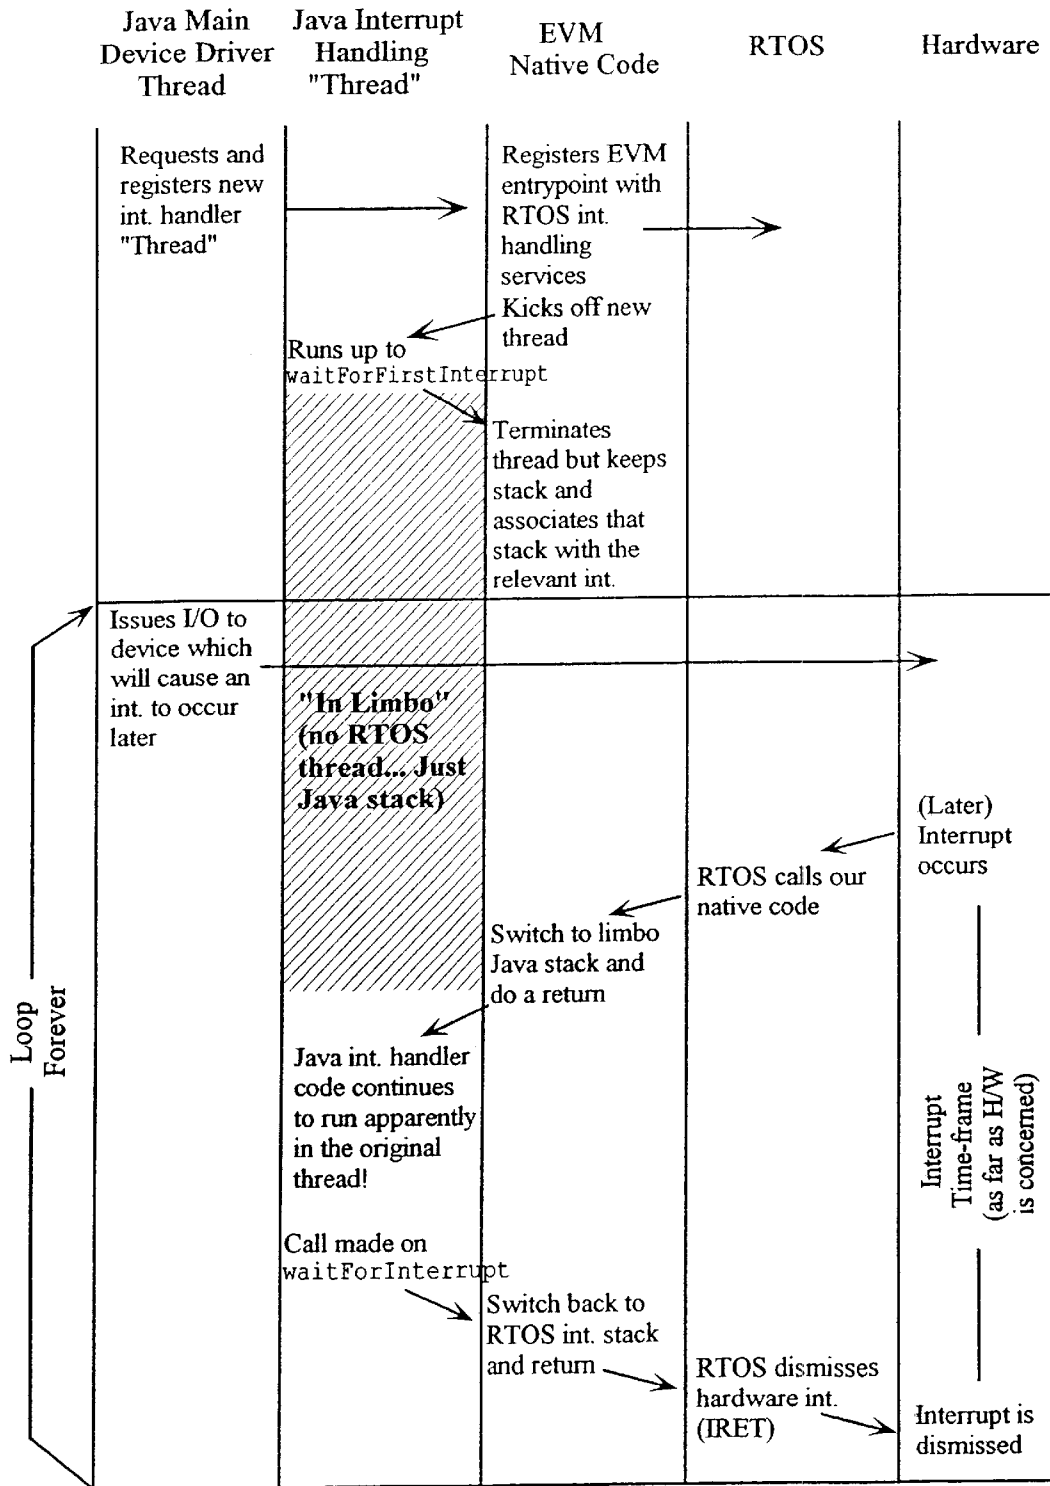 Java Main
Device Driver
Thread
Java Interrupt
Handling
"Thread"
EVM
Native Code
RTOS
Hardware
Requests and
registers new
int. handler
"Thread"
Registers EVM
entrypoint with
RTOS int.
handling
services
Kicks off new
thread
Runs up to
waitForFirstInterrupt
Terminates
thread but keeps
stack and
associates that
stack with the
relevant int.
Issues I/O to
device which
will cause an
int. to occur
later
"In Limbo"
(no RTOS
thread... Just
Java stack)
(Later)
Interrupt
occurs
RTOS calls our
native code
Switch to limbo
Java stack and
do a return
Java int. handler
code continues
to run apparently
in the original
thread!
Loop
Forever
Interrupt
Time-frame
(as far as H/W
is concerned)
Call made on
waitForInterrupt
Switch back to
RTOS int. stack
and return
RTOS dismisses
hardware int.
(IRET)
Interrupt is
dismissed